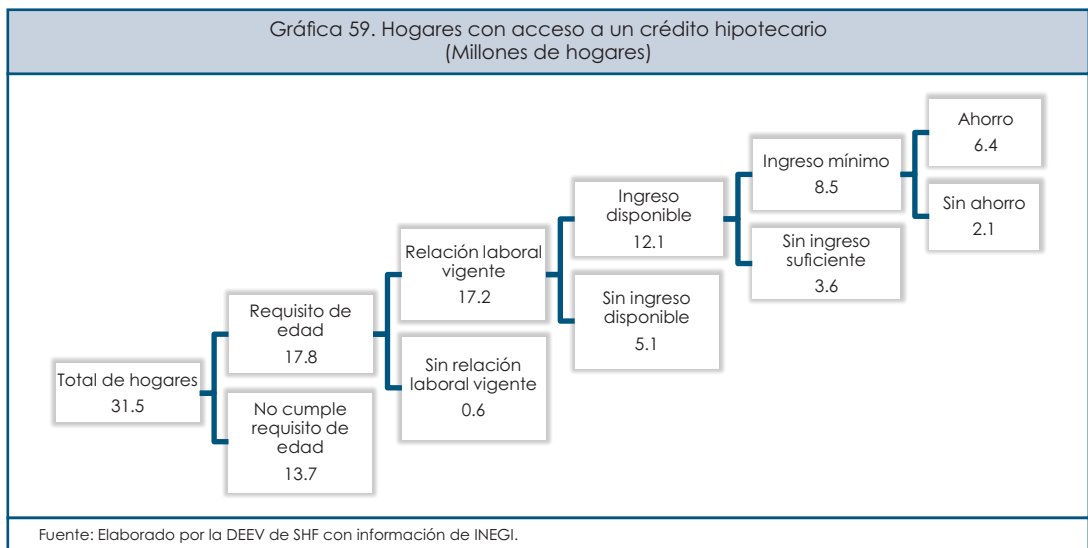 Gráfica 59. Hogares con acceso a un crédito hipotecario
(Millones de hogares)
Total de hogares
31.5
Requisito de
edad
17.8
No cumple
requisito de
edad
13.7
Relación laboral
vigente
17.2
Sin relación
laboral vigente
0.6
Ingreso
disponible
12.1
Sin ingreso
disponible
5.1
Ingreso mínimo
8.5
Sin ingreso
suficiente
3.6
Ahorro
6.4
Sin ahorro
2.1
Fuente: Elaborado por la DEEV de SHF con información de INEGI.